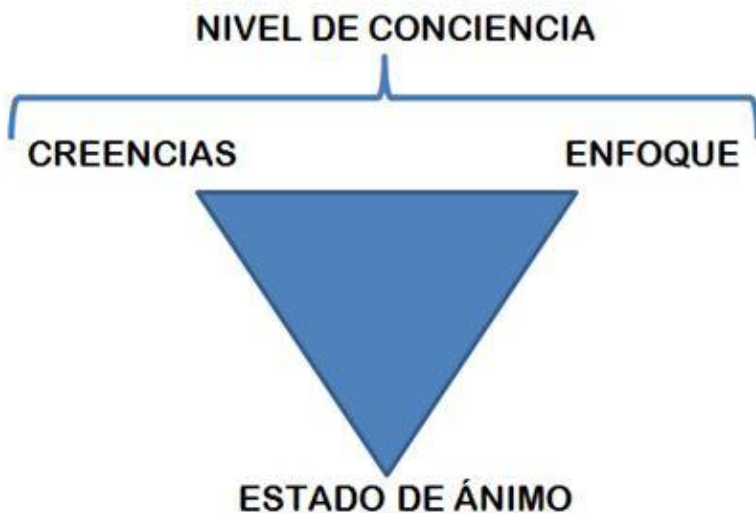 NIVEL DE CONCIENCIA
CREENCIAS
ENFOQUE
ESTADO DE ÁNIMO